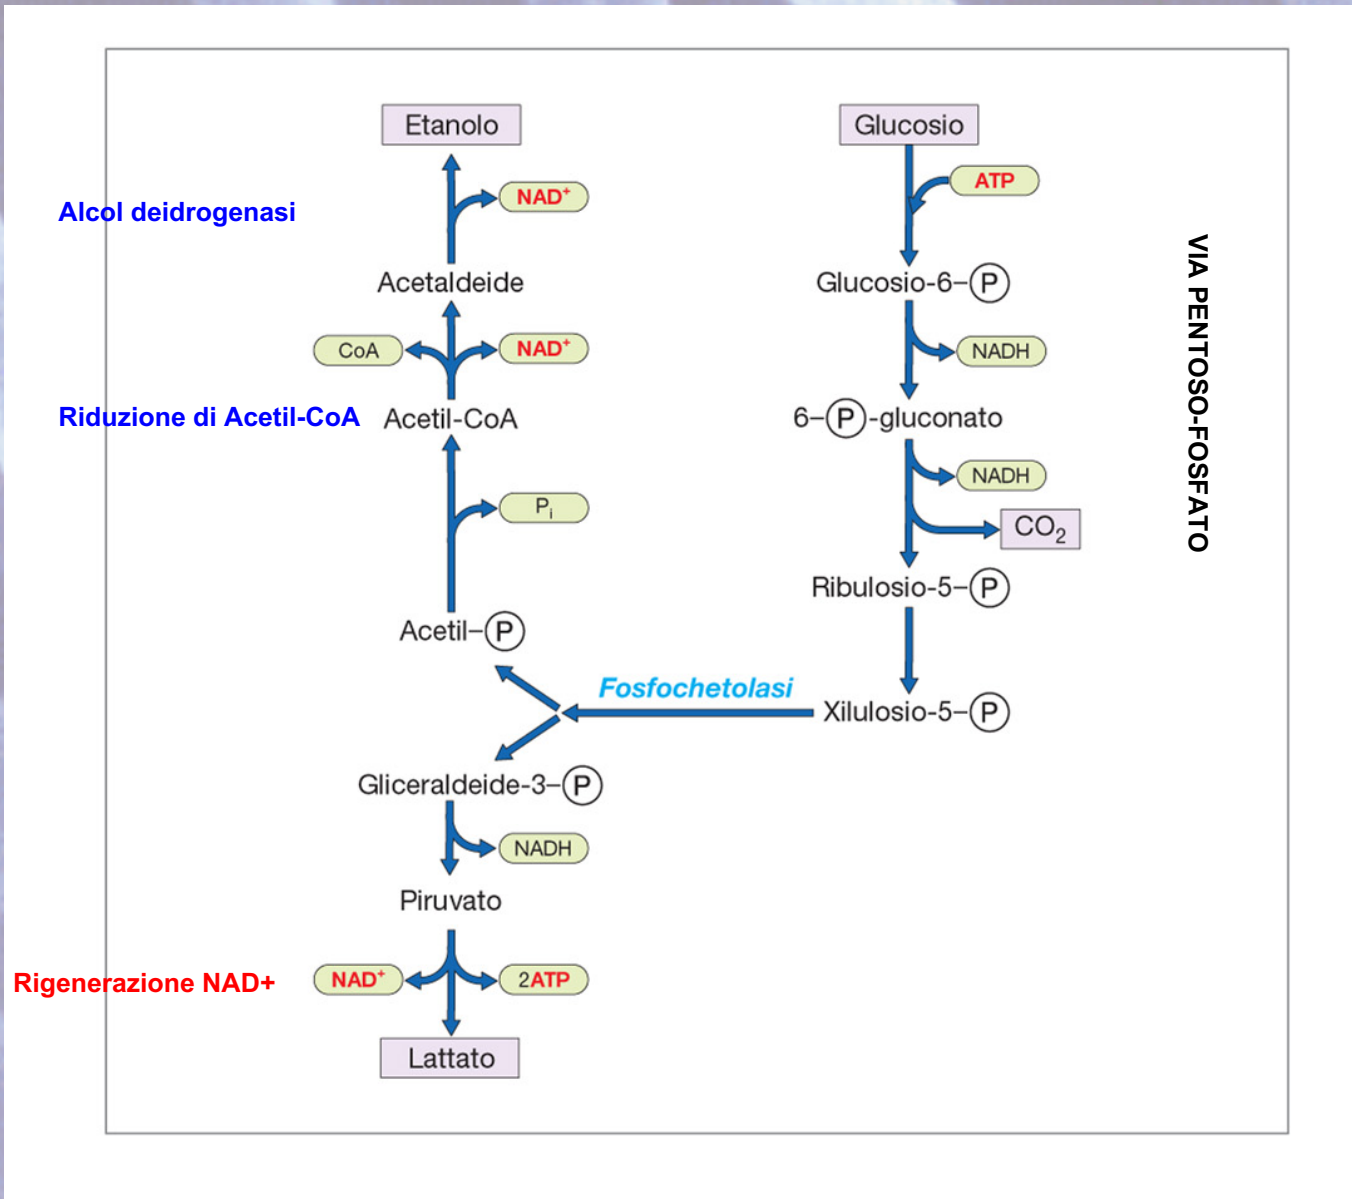 Etanolo
NAD+
Alcol deidrogenasi
Acetaldeide
CoA
NAD+
Riduzione di Acetil-CoA
Acetil-CoA
Pi
Acetil–P
Glucosio
ATP
Glucosio-6–P
NADH
6–P-gluconato
NADH
CO2
Ribulosio-5–P
Xilulosio-5–P
VIA PENTOSO-FOSFATO
Fosfochetolasi
Gliceraldeide-3–P
NADH
Piruvato
Rigenerazione NAD+
NAD+
2ATP
Lattato